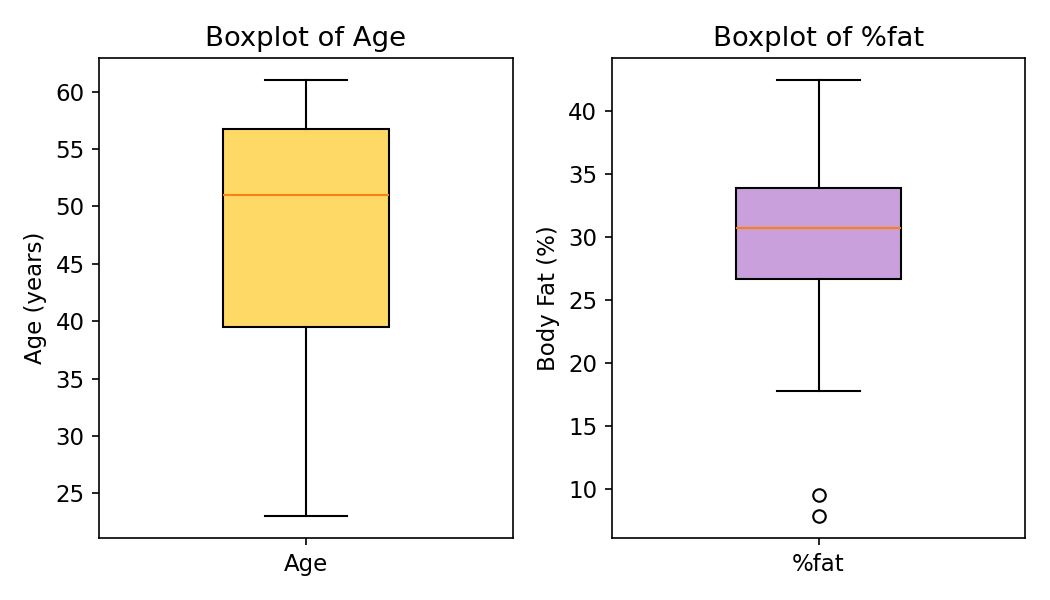 Boxplot of Age
Age (years)
60
55
50
45
40
35
30
25
Age
Boxplot of %fat
Body Fat (%)
40
35
30
25
20
15
10
%fat